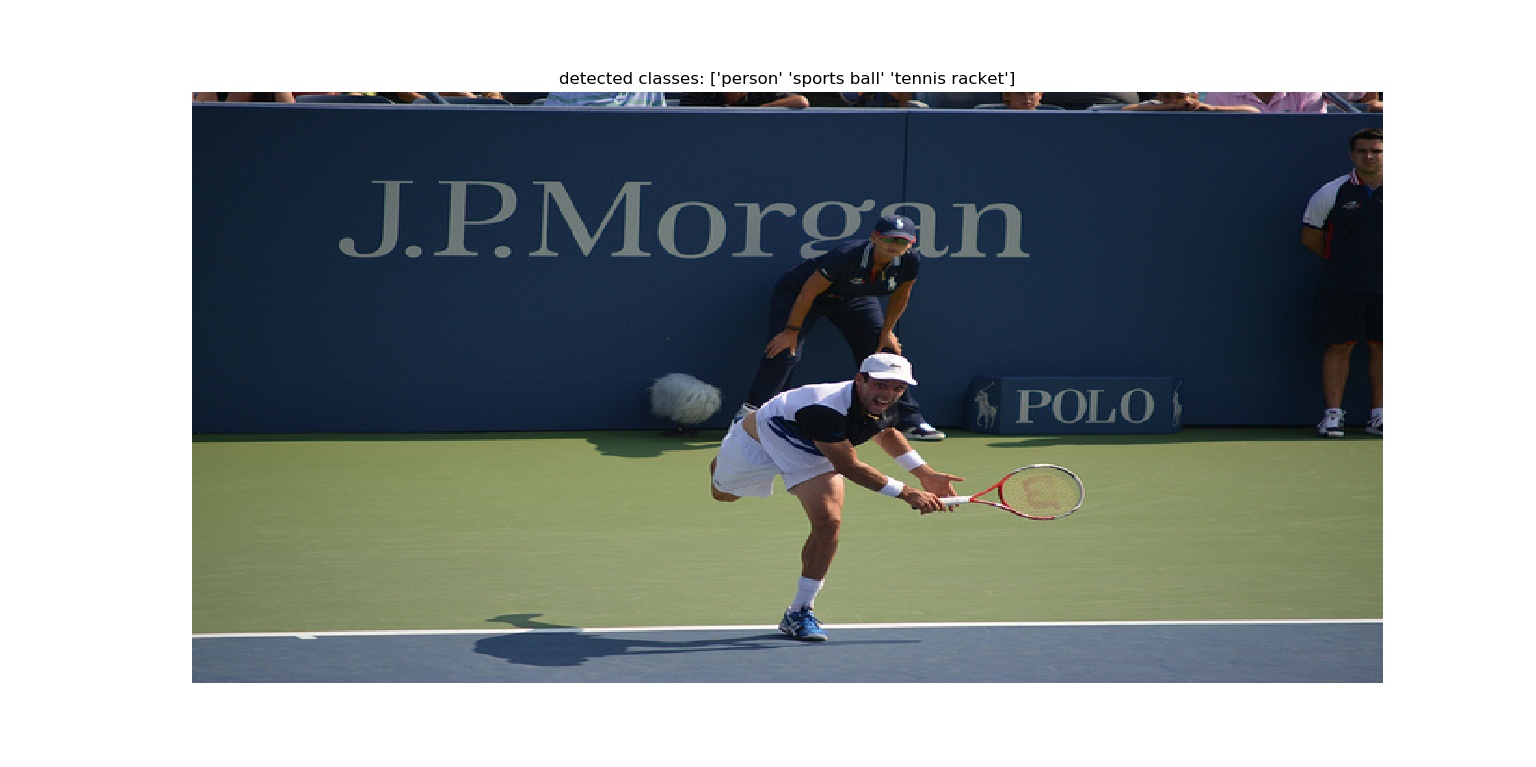 detected classes: ['person' 'sports ball' 'tennis racket']
J.P.Morgan
POLO